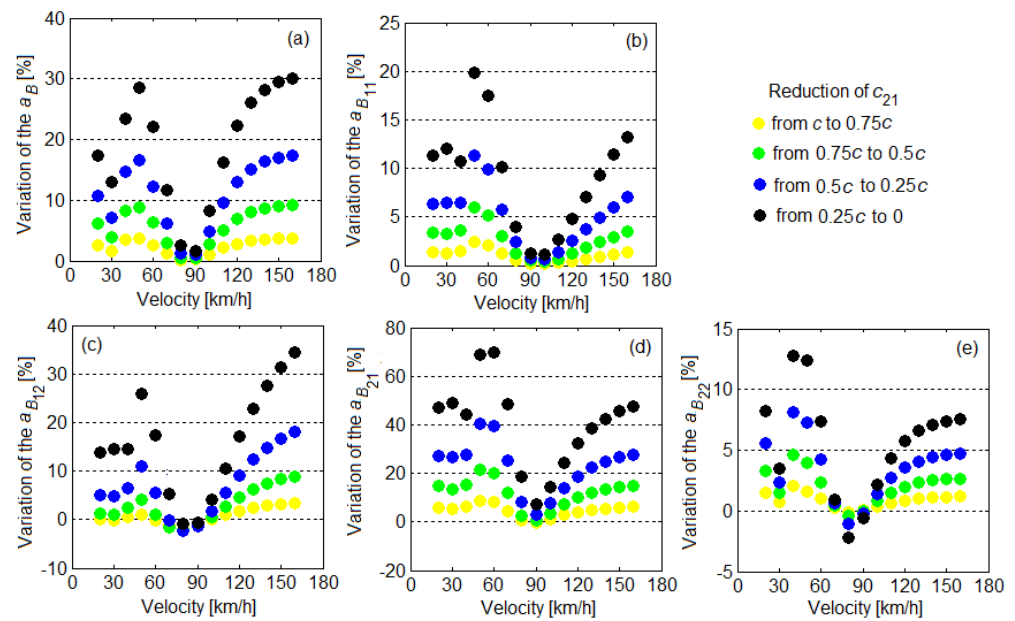 40
30
20
10
0
0 30 60 90 120 150 180
Velocity [km/h]
Variation of the a B [%]
(a)
25
20
15
10
5
0
0 30 60 90 120 150 180
Velocity [km/h]
Variation of the a B11 [%]
(b)
Reduction of c21
from c to 0.75c
from 0.75c to 0.5c
from 0.5c to 0.25c
from 0.25c to 0
40
30
20
10
0
-10
0 30 60 90 120 150 180
Velocity [km/h]
Variation of the a B12 [%]
(c)
80
60
40
20
0
-20
0 30 60 90 120 150 180
Velocity [km/h]
Variation of the a B21 [%]
(d)
15
10
5
0
-5
0 30 60 90 120 150 180
Velocity [km/h]
Variation of the a B22 [%]
(e)